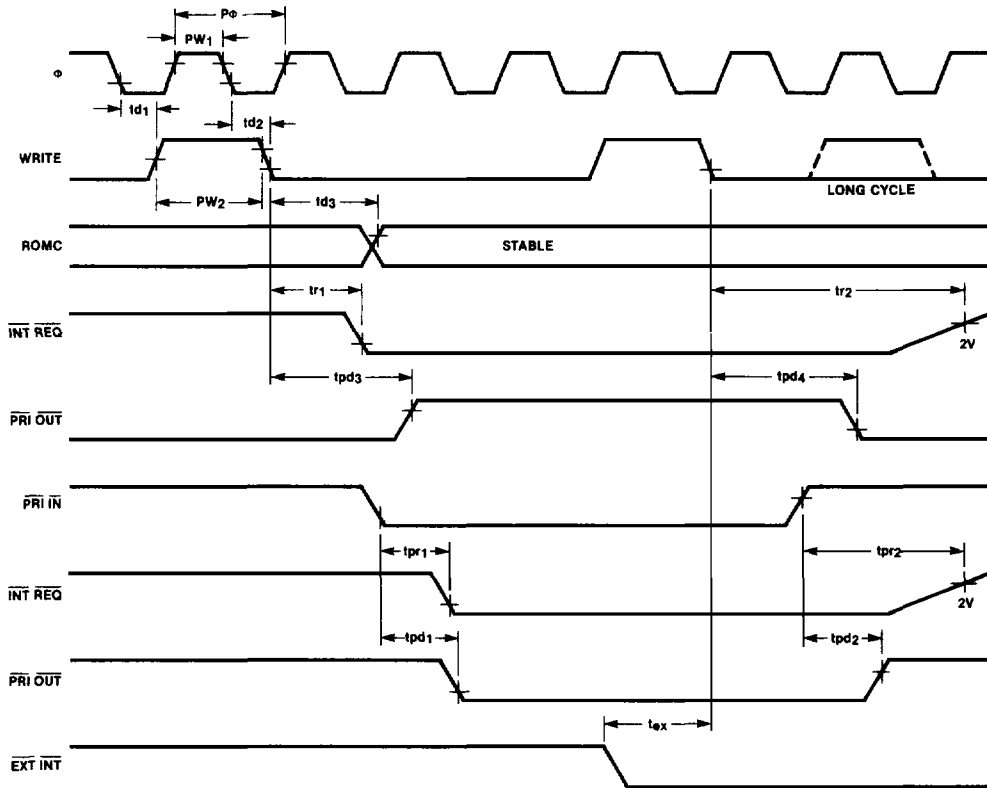 PΦ
PW1
Φ
td1
td2
WRITE
LONG CYCLE
PW2
td3
ROMC
STABLE
tr1
tr2
INT REQ
2V
tpd3
tpd4
PRI OUT
PRI IN
tpr1
tpr2
INT REQ
2V
tpd1
tpd2
PRI OUT
tex
EXT INT